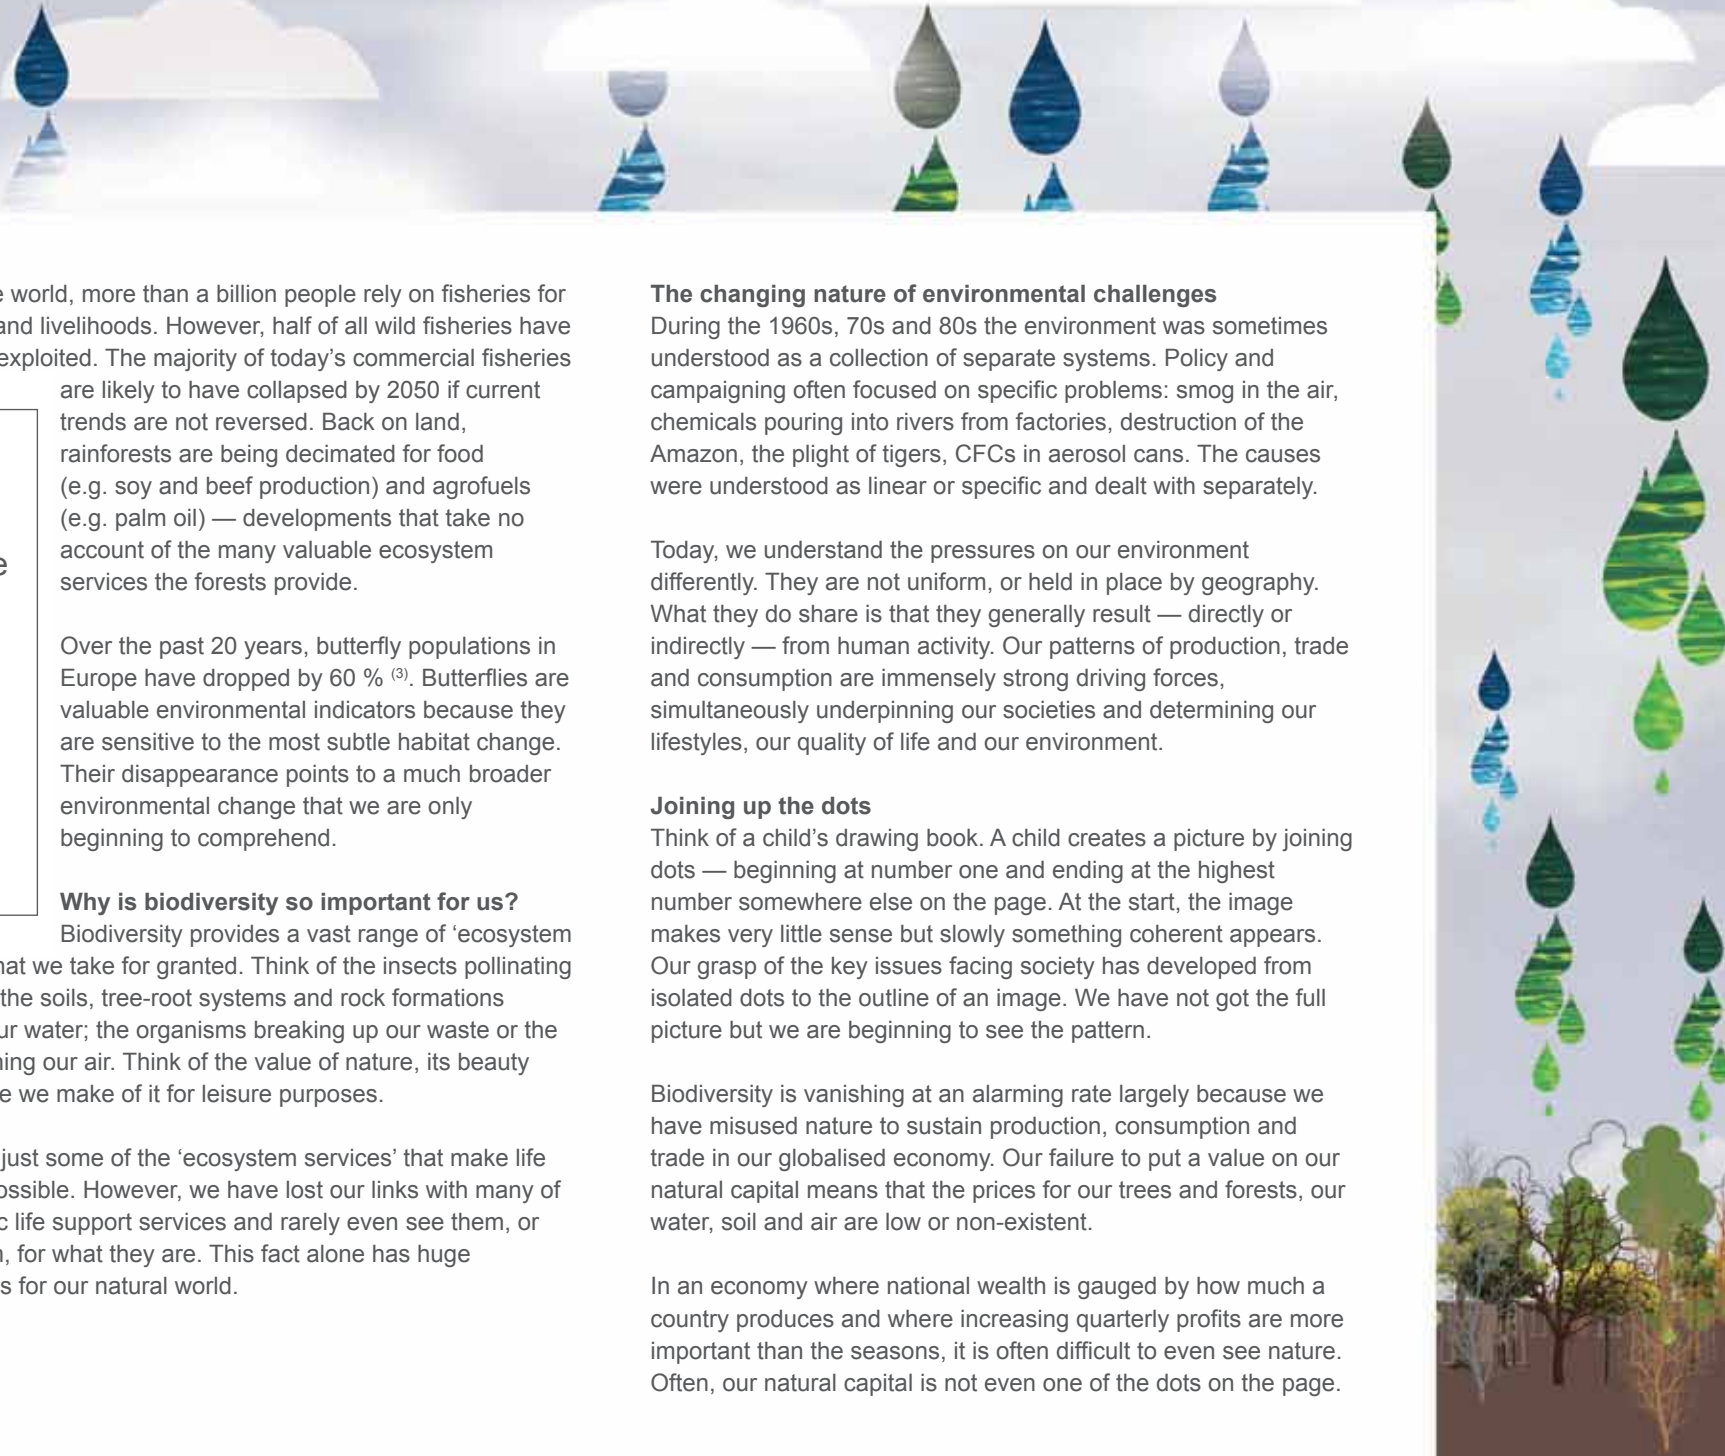 world, more than a billion people rely on fisheries for
and livelihoods. However, half of all wild fisheries have
exploited. The majority of today’s commercial fisheries
are likely to have collapsed by 2050 if current
trends are not reversed. Back on land,
rainforests are being decimated for food
(e.g. soy and beef production) and agrofuels
(e.g. palm oil) — developments that take no
account of the many valuable ecosystem
services the forests provide.
Over the past 20 years, butterfly populations in
Europe have dropped by 60 % (3). Butterflies are
valuable environmental indicators because they
are sensitive to the most subtle habitat change.
Their disappearance points to a much broader
environmental change that we are only
beginning to comprehend.
Why is biodiversity so important for us?
Biodiversity provides a vast range of ‘ecosystem
we take for granted. Think of the insects pollinating
the soils, tree-root systems and rock formations
water; the organisms breaking up our waste or the
our air. Think of the value of nature, its beauty
we make of it for leisure purposes.
just some of the ‘ecosystem services’ that make life
However, we have lost our links with many of
life support services and rarely even see them, or
for what they are. This fact alone has huge
for our natural world.
The changing nature of environmental challenges
During the 1960s, 70s and 80s the environment was sometimes
understood as a collection of separate systems. Policy and
campaigning often focused on specific problems: smog in the air,
chemicals pouring into rivers from factories, destruction of the
Amazon, the plight of tigers, CFCs in aerosol cans. The causes
were understood as linear or specific and dealt with separately.
Today, we understand the pressures on our environment
differently. They are not uniform, or held in place by geography.
What they do share is that they generally result — directly or
indirectly — from human activity. Our patterns of production, trade
and consumption are immensely strong driving forces,
simultaneously underpinning our societies and determining our
lifestyles, our quality of life and our environment.
Joining up the dots
Think of a child’s drawing book. A child creates a picture by joining
dots — beginning at number one and ending at the highest
number somewhere else on the page. At the start, the image
makes very little sense but slowly something coherent appears.
Our grasp of the key issues facing society has developed from
isolated dots to the outline of an image. We have not got the full
picture but we are beginning to see the pattern.
Biodiversity is vanishing at an alarming rate largely because we
have misused nature to sustain production, consumption and
trade in our globalised economy. Our failure to put a value on our
natural capital means that the prices for our trees and forests, our
water, soil and air are low or non-existent.
In an economy where national wealth is gauged by how much a
country produces and where increasing quarterly profits are more
important than the seasons, it is often difficult to even see nature.
Often, our natural capital is not even one of the dots on the page.